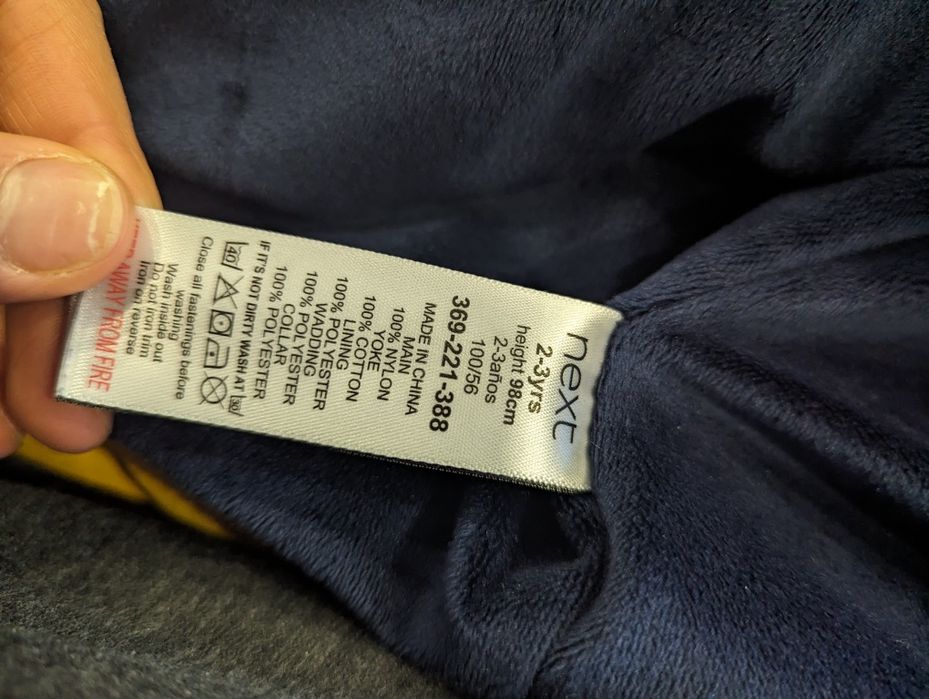 next
2-3yrs
height 98cm
2-3años
100/56
369-221-388
MADE IN CHINA
MAIN
100% NYLON
YOKE
100% COTTON
LINING
100% POLYESTER
WADDING
100% POLYESTER
COLLAR
100% POLYESTER
IF IT'S NOT DIRTY WASH AT 30
40
Close all fastenings before
washing
Wash inside out
Do not iron trim
Iron on reverse
AWAY FROM FIRE